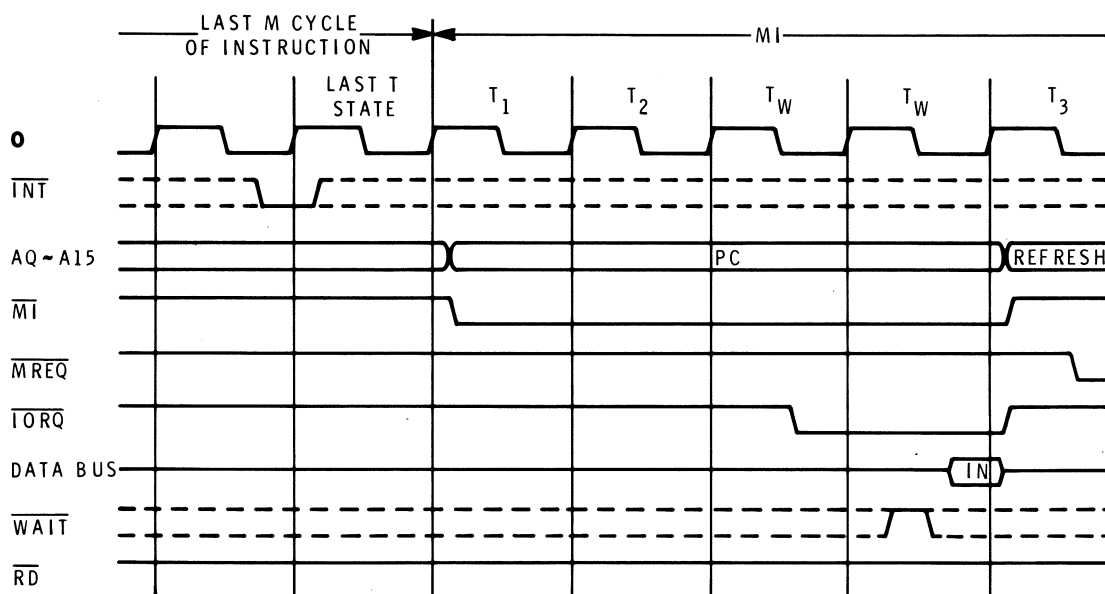 LAST M CYCLE
OF INSTRUCTION
MI
LAST T
STATE
T1
T2
TW
TW
T3
O
INT
AQ~A15
PC
REFRESH
MI
MREQ
IORQ
DATA BUS
IN
WAIT
RD